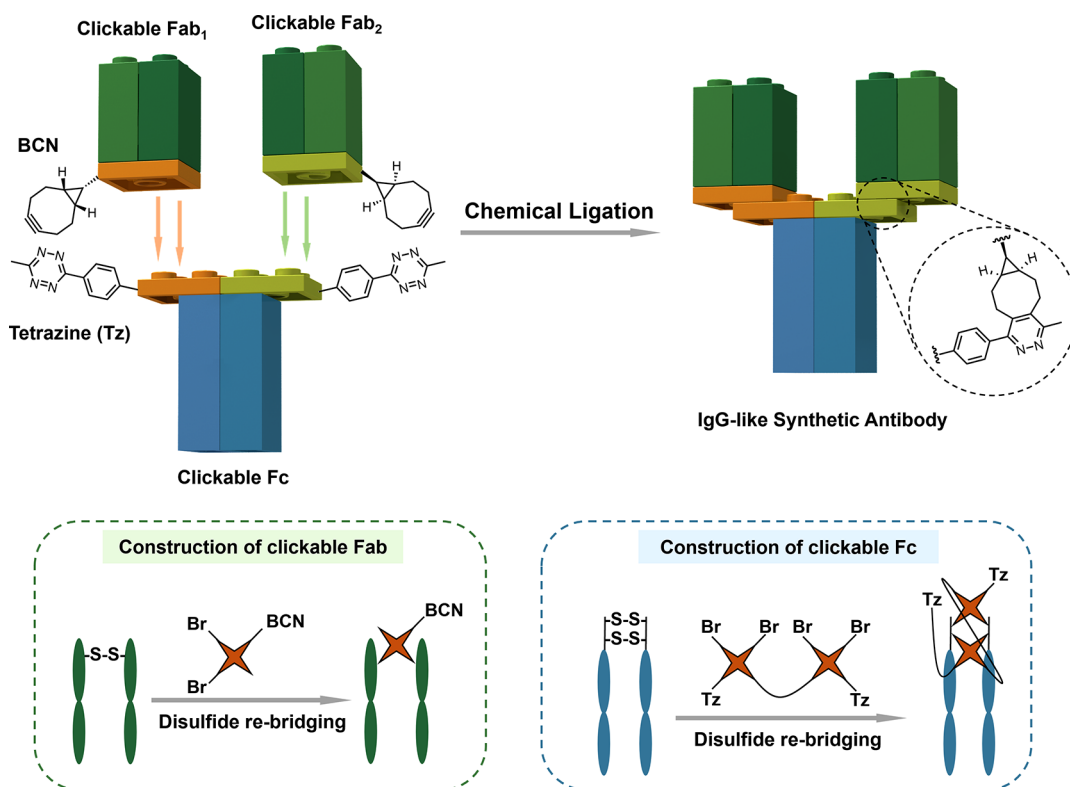 Clickable Fab1
Clickable Fab2
BCN
H
H
H
H
Chemical Ligation
N
N
N
N
N
N
N
N
Tetrazine (Tz)
Clickable Fc
H
H
N
N
IgG-like Synthetic Antibody
Construction of clickable Fab
S-S
Br
BCN
Br
Disulfide re-bridging
BCN
Construction of clickable Fc
S-S
S-S
Br
Br
Br
Br
Tz
Tz
Disulfide re-bridging
Tz
Tz